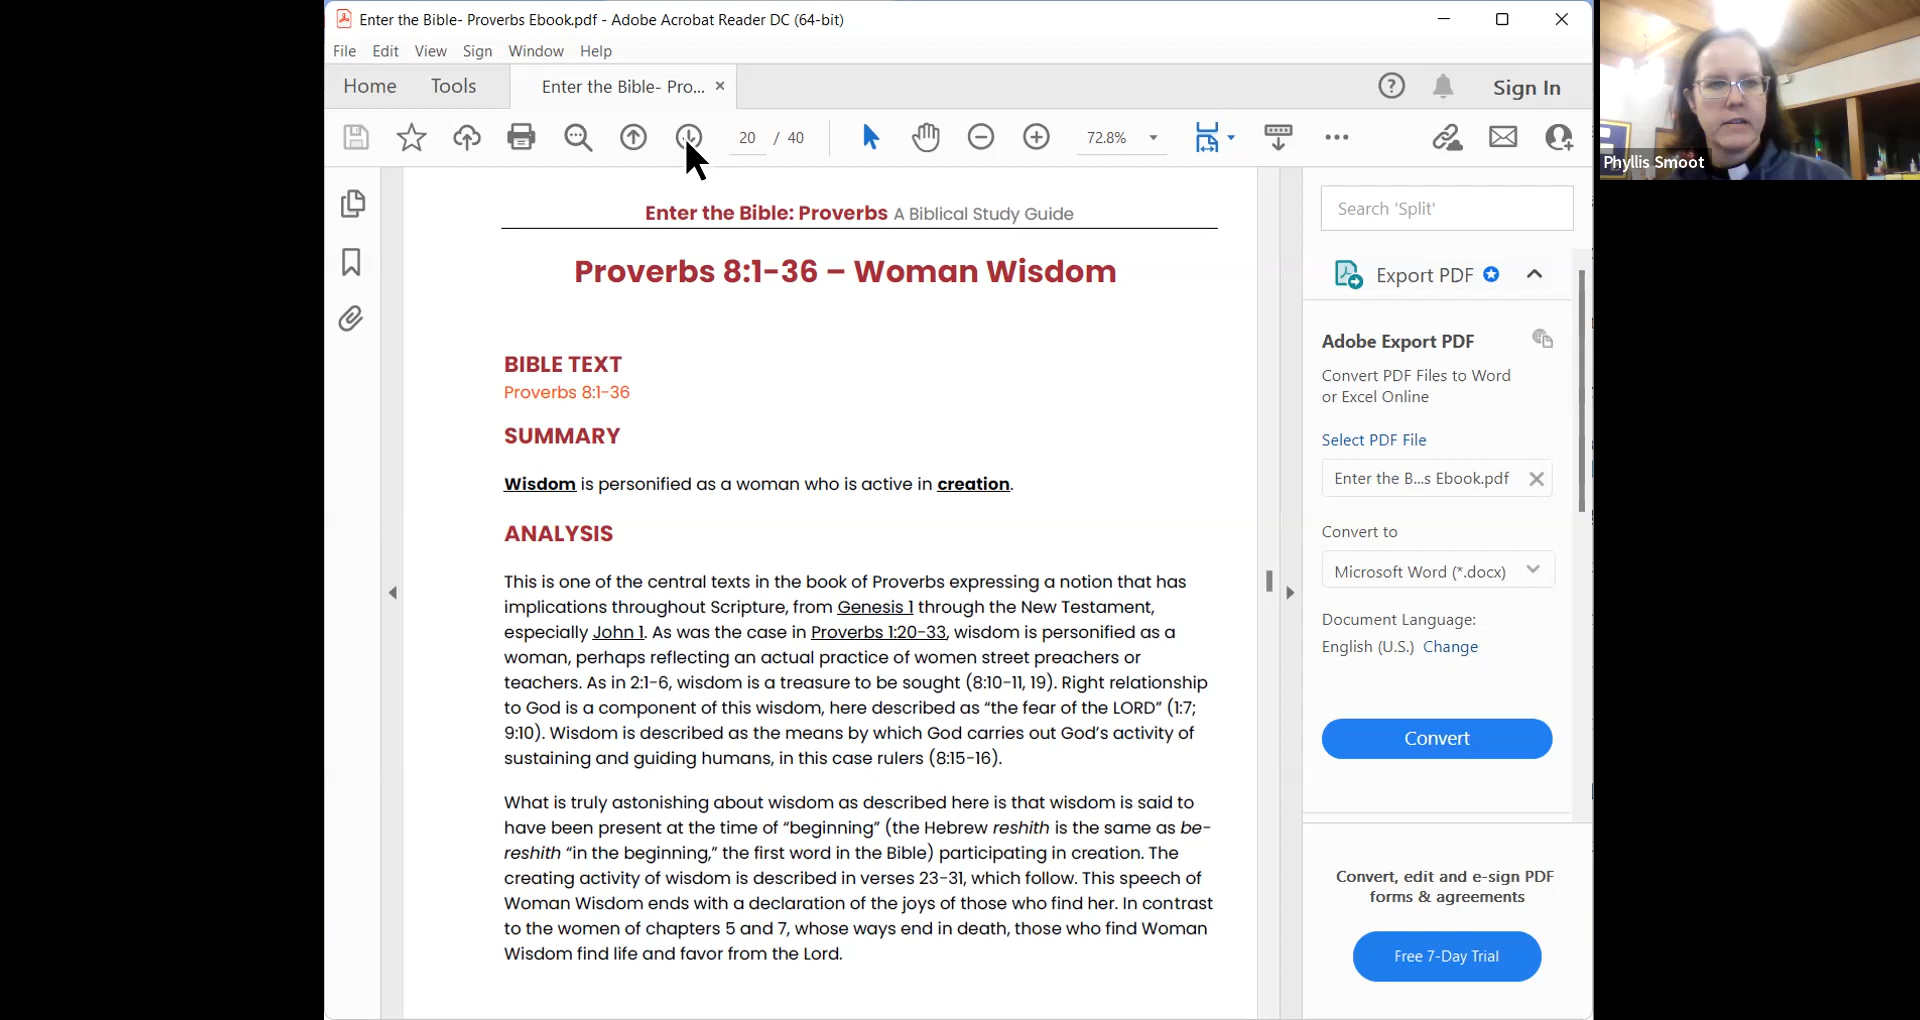 Enter the Bible- Proverbs Ebook.pdf - Adobe Acrobat Reader DC (64-bit)
File Edit View Sign Window Help
Home Tools Enter the Bible- Pro... Sign In
20 / 40 72.8%
Phyllis Smoot
Enter the Bible: Proverbs A Biblical Study Guide
Proverbs 8:1-36 – Woman Wisdom
BIBLE TEXT
Proverbs 8:1-36
SUMMARY
Wisdom is personified as a woman who is active in creation.
ANALYSIS
This is one of the central texts in the book of Proverbs expressing a notion that has
implications throughout Scripture, from Genesis 1 through the New Testament,
especially John 1. As was the case in Proverbs 1:20-33, wisdom is personified as a
woman, perhaps reflecting an actual practice of women street preachers or
teachers. As in 2:1-6, wisdom is a treasure to be sought (8:10-11, 19). Right relationship
to God is a component of this wisdom, here described as “the fear of the LORD” (1:7;
9:10). Wisdom is described as the means by which God carries out God’s activity of
sustaining and guiding humans, in this case rulers (8:15-16).
What is truly astonishing about wisdom as described here is that wisdom is said to
have been present at the time of “beginning” (the Hebrew reshith is the same as be-
reshith “in the beginning,” the first word in the Bible) participating in creation. The
creating activity of wisdom is described in verses 23-31, which follow. This speech of
Woman Wisdom ends with a declaration of the joys of those who find her. In contrast
to the women of chapters 5 and 7, whose ways end in death, those who find Woman
Wisdom find life and favor from the Lord.
Search 'Split'
Export PDF
Adobe Export PDF
Convert PDF Files to Word
or Excel Online
Select PDF File
Enter the B...s Ebook.pdf
Convert to
Microsoft Word (*.docx)
Document Language:
English (U.S.) Change
Convert
Convert, edit and e-sign PDF
forms & agreements
Free 7-Day Trial